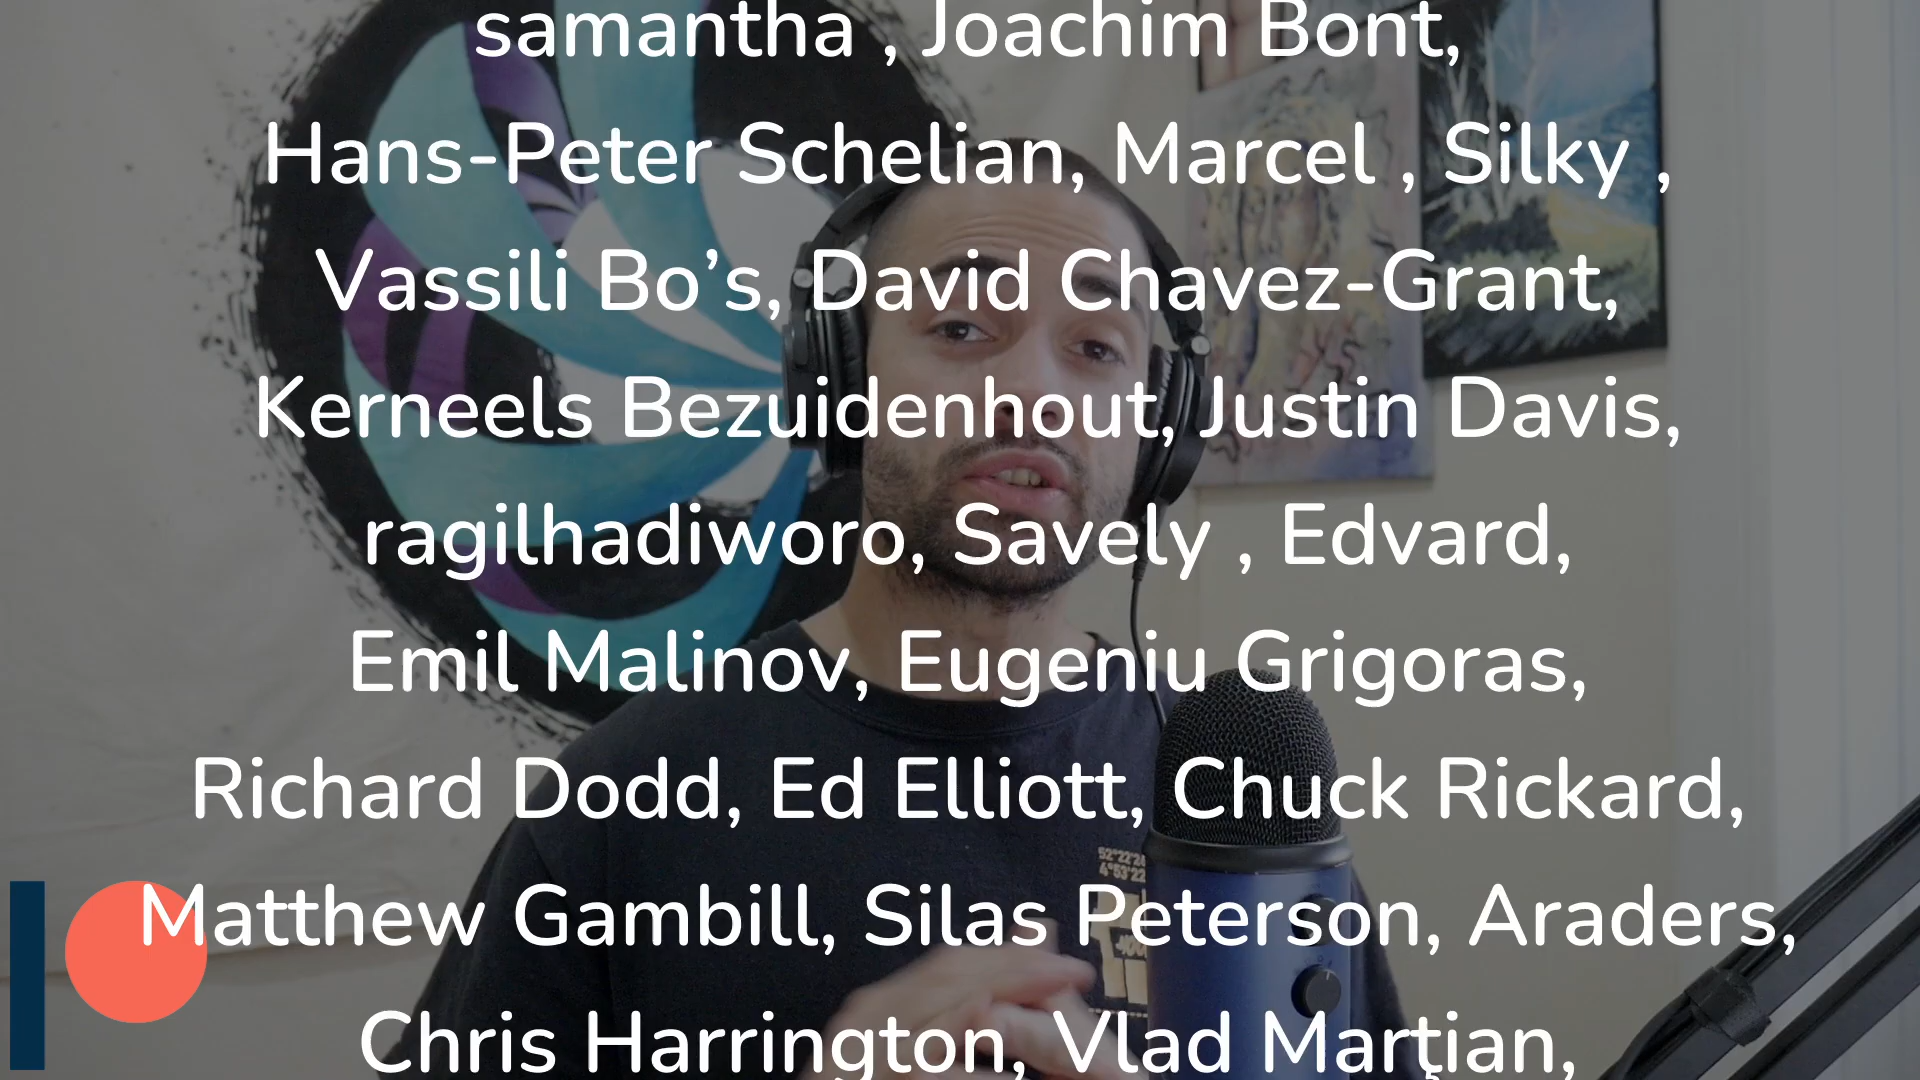 samantha , Joachim Bont,
Hans-Peter Schelian, Marcel , Silky ,
Vassili Bo’s, David Chavez-Grant,
Kerneels Bezuidenhout, Justin Davis,
ragilhadiworo, Savely , Edvard,
Emil Malinov, Eugeniu Grigoras,
Richard Dodd, Ed Elliott, Chuck Rickard,
Matthew Gambill, Silas Peterson, Araders,
Chris Harrington, Vlad Marţian,